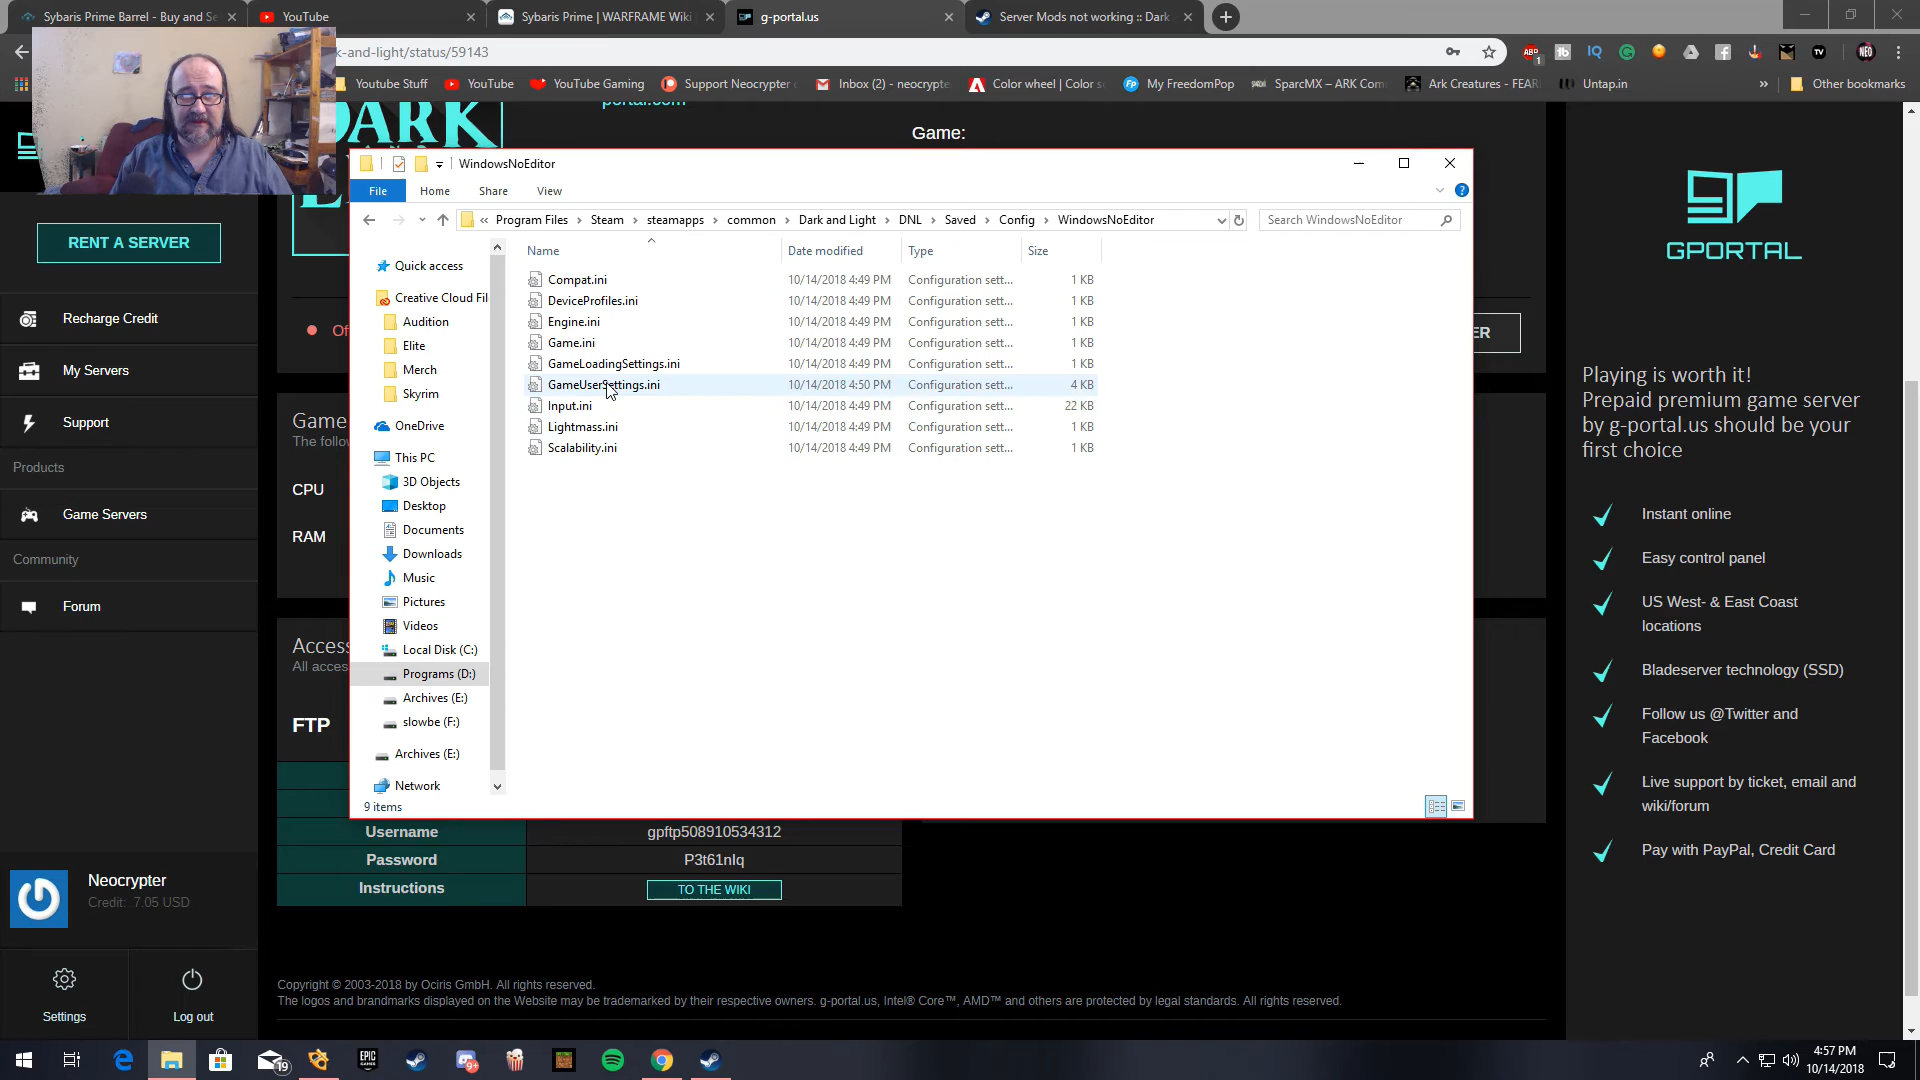 Sybaris Prime Barrel - Buy and Se
YouTube
Sybaris Prime | WARFRAME Wiki
g-portal.us
Server Mods not working :: Dark
k-and-light/status/59143
Youtube Stuff
YouTube
YouTube Gaming
Support Neocrypter
Inbox (2) - neocrypte
Color wheel | Color s
My FreedomPop
SparcMX – ARK Com
Ark Creatures - FEAR
Untap.in
»
Other bookmarks
DARK
portal.com
Game:
WindowsNoEditor
File
Home
Share
View
« Program Files > Steam > steamapps > common > Dark and Light > DNL > Saved > Config > WindowsNoEditor
Search WindowsNoEditor
Name
Date modified
Type
Size
Compat.ini 10/14/2018 4:49 PM Configuration sett... 1 KB
DeviceProfiles.ini 10/14/2018 4:49 PM Configuration sett... 1 KB
Engine.ini 10/14/2018 4:49 PM Configuration sett... 1 KB
Game.ini 10/14/2018 4:49 PM Configuration sett... 1 KB
GameLoadingSettings.ini 10/14/2018 4:49 PM Configuration sett... 1 KB
GameUserSettings.ini 10/14/2018 4:50 PM Configuration sett... 4 KB
Input.ini 10/14/2018 4:49 PM Configuration sett... 22 KB
Lightmass.ini 10/14/2018 4:49 PM Configuration sett... 1 KB
Scalability.ini 10/14/2018 4:49 PM Configuration sett... 1 KB
Quick access
Creative Cloud Fil
Audition
Elite
Merch
Skyrim
OneDrive
This PC
3D Objects
Desktop
Documents
Downloads
Music
Pictures
Videos
Local Disk (C:)
Programs (D:)
Archives (E:)
slowbe (F:)
Archives (E:)
Network
9 items
RENT A SERVER
Recharge Credit
My Servers
Support
Products
Game Servers
Community
Forum
Neocrypter
Credit: 7.05 USD
Settings
Log out
Of
ER
Game
The follow
CPU
RAM
Access
All acces
FTP
Username gpftp508910534312
Password P3t61nIq
Instructions TO THE WIKI
Copyright © 2003-2018 by Ociris GmbH. All rights reserved.
The logos and brandmarks displayed on the Website may be trademarked by their respective owners. g-portal.us, Intel® Core™, AMD™ and others are protected by legal standards. All rights reserved.
GPORTAL
Playing is worth it!
Prepaid premium game server
by g-portal.us should be your
first choice
Instant online
Easy control panel
US West- & East Coast
locations
Bladeserver technology (SSD)
Follow us @Twitter and
Facebook
Live support by ticket, email and
wiki/forum
Pay with PayPal, Credit Card
19
EPIC
GAMES
9+
4:57 PM
10/14/2018